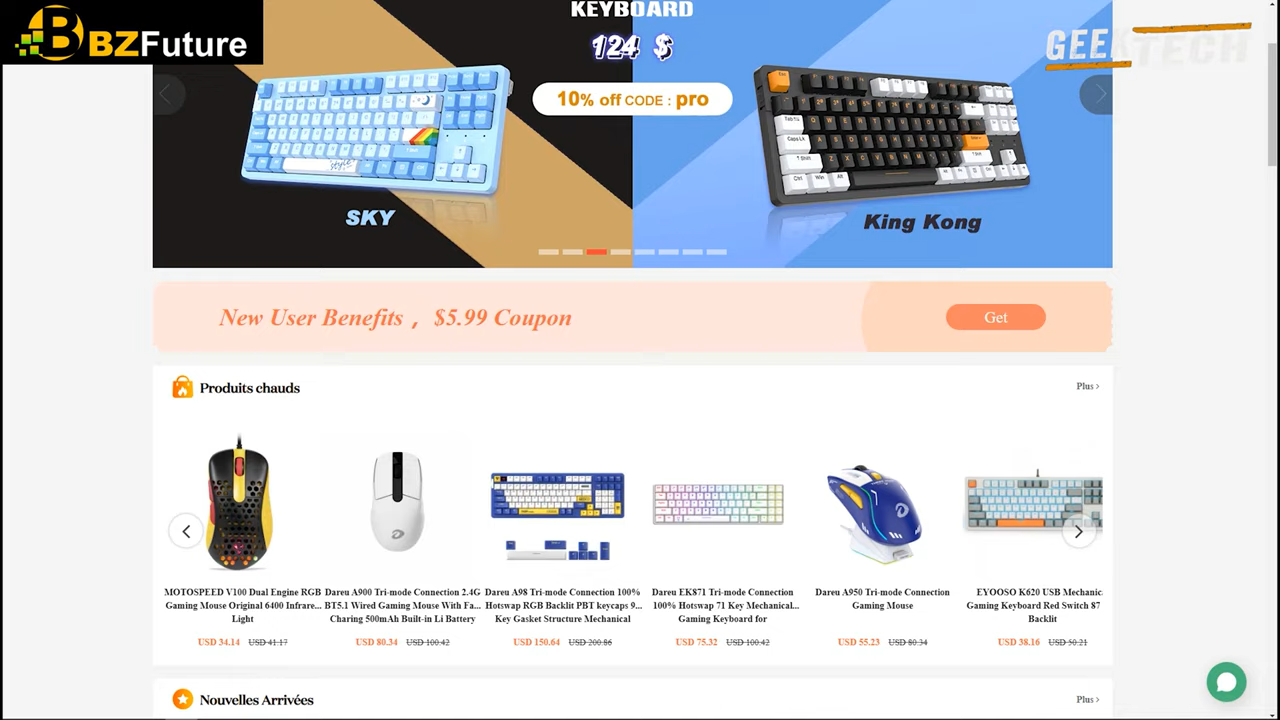 BZFuture
GEEKTECH
KEYBOARD
124 $
10% off CODE : pro
SKY
King Kong
New User Benefits , $5.99 Coupon
Get
Produits chauds
Plus >
MOTOSPEED V100 Dual Engine RGB
Gaming Mouse Original 6400 Infrare...
Light
USD 34.14 USD 41.17
Dareu A900 Tri-mode Connection 2.4G
BT5.1 Wired Gaming Mouse With Fa...
Charing 500mAh Built-in Li Battery
USD 80.34 USD 100.42
Dareu A98 Tri-mode Connection 100%
Hotswap RGB Backlit PBT keycaps 9...
Key Gasket Structure Mechanical
USD 150.64 USD 200.86
Dareu EK871 Tri-mode Connection
100% Hotswap 71 Key Mechanical...
Gaming Keyboard for
USD 75.32 USD 100.42
Dareu A950 Tri-mode Connection
Gaming Mouse
USD 55.23 USD 80.34
EYOOSO K620 USB Mechanic
Gaming Keyboard Red Switch 87
Backlit
USD 38.16 USD 50.21
Nouvelles Arrivées
Plus >